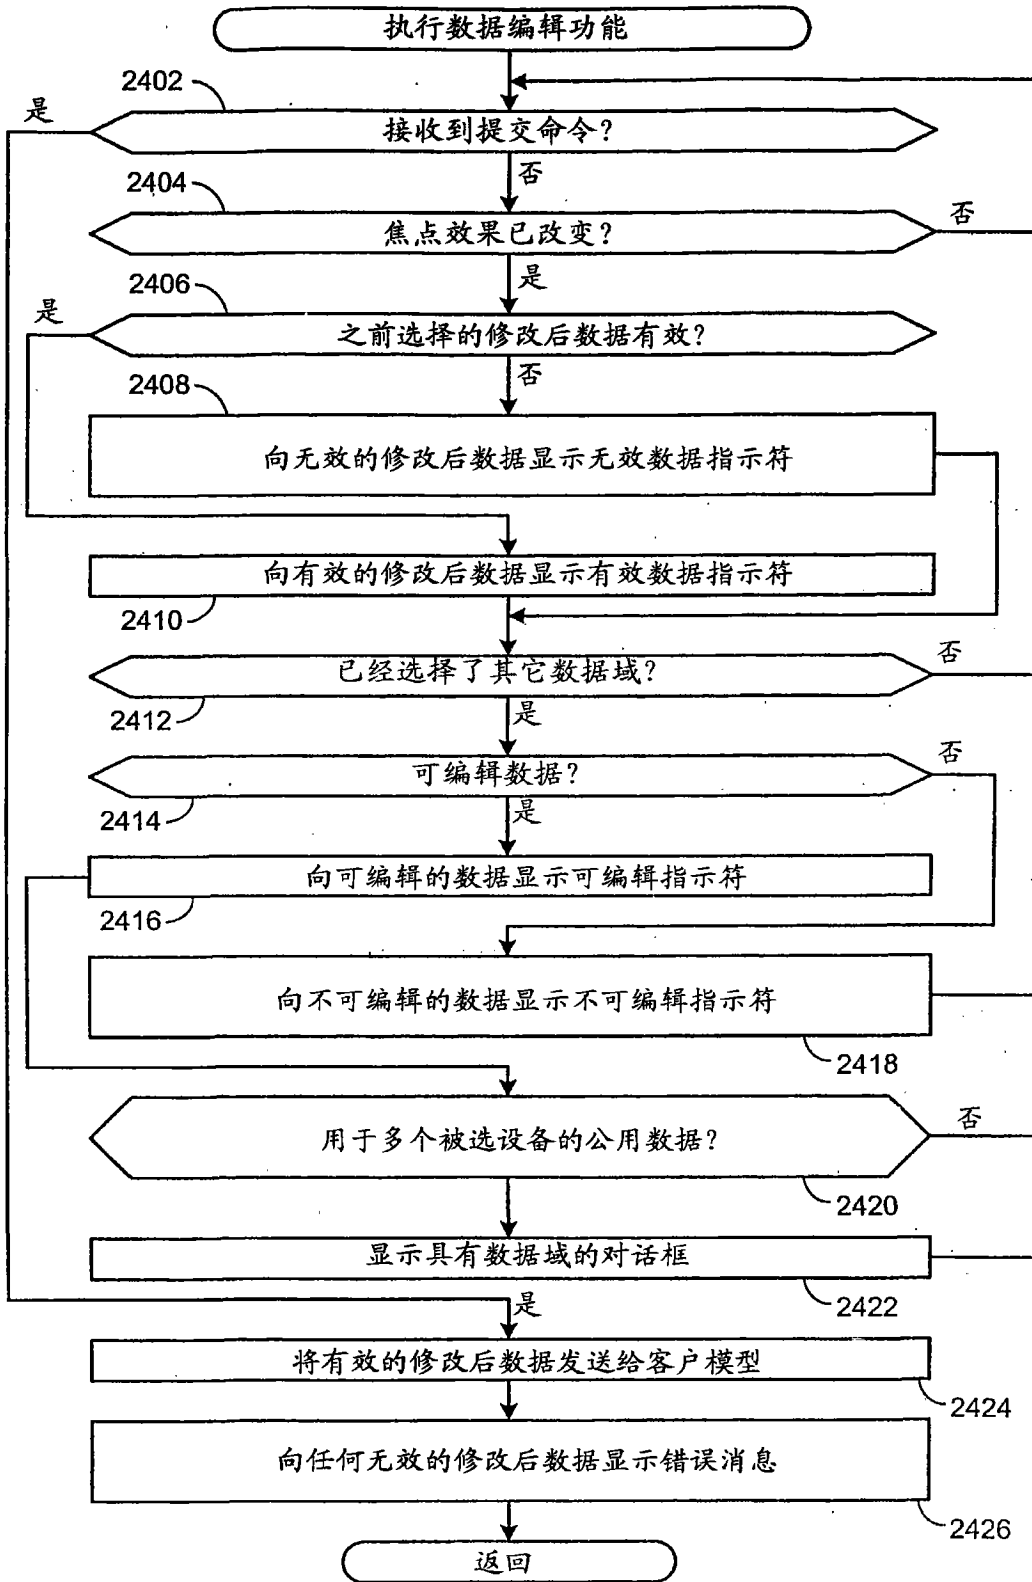 执行数据编辑功能
2402
是
接收到提交命令?
否
2404
否
焦点效果已改变?
是
2406
是
之前选择的修改后数据有效?
否
2408
向无效的修改后数据显示无效数据指示符
向有效的修改后数据显示有效数据指示符
2410
已经选择了其它数据域?
否
2412
是
可编辑数据?
否
2414
是
向可编辑的数据显示可编辑指示符
2416
向不可编辑的数据显示不可编辑指示符
2418
用于多个被选设备的公用数据?
否
2420
显示具有数据域的对话框
2422
是
将有效的修改后数据发送给客户模型
2424
向任何无效的修改后数据显示错误消息
2426
返回